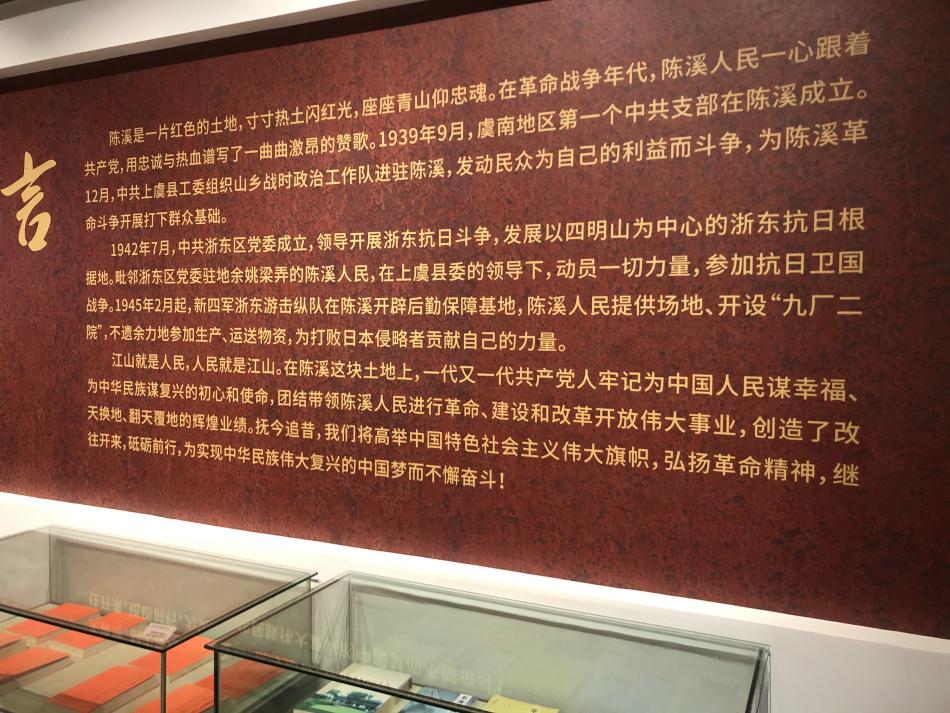 言
陈溪是一片红色的土地，寸寸热土闪红光，座座青山仰忠魂。在革命战争年代，陈溪人民一心跟着
共产党，用忠诚与热血谱写了一曲曲激昂的赞歌。1939年9月，虞南地区第一个中共支部在陈溪成立。
12月，中共上虞县工委组织山乡战时政治工作队进驻陈溪，发动民众为自己的利益而斗争，为陈溪革
命斗争开展打下群众基础。
1942年7月，中共浙东区党委成立，领导开展浙东抗日斗争，发展以四明山为中心的浙东抗日根
据地。毗邻浙东区党委驻地余姚梁弄的陈溪人民，在上虞县委的领导下，动员一切力量，参加抗日卫国
战争。1945年2月起，新四军浙东游击纵队在陈溪开辟后勤保障基地，陈溪人民提供场地、开设“九厂二
院”，不遗余力地参加生产、运送物资，为打败日本侵略者贡献自己的力量。
江山就是人民，人民就是江山。在陈溪这块土地上，一代又一代共产党人牢记为中国人民谋幸福、
为中华民族谋复兴的初心和使命，团结带领陈溪人民进行革命、建设和改革开放伟大事业，创造了改
天换地、翻天覆地的辉煌业绩。抚今追昔，我们将高举中国特色社会主义伟大旗帜，弘扬革命精神，继
往开来，砥砺前行，为实现中华民族伟大复兴的中国梦而不懈奋斗！